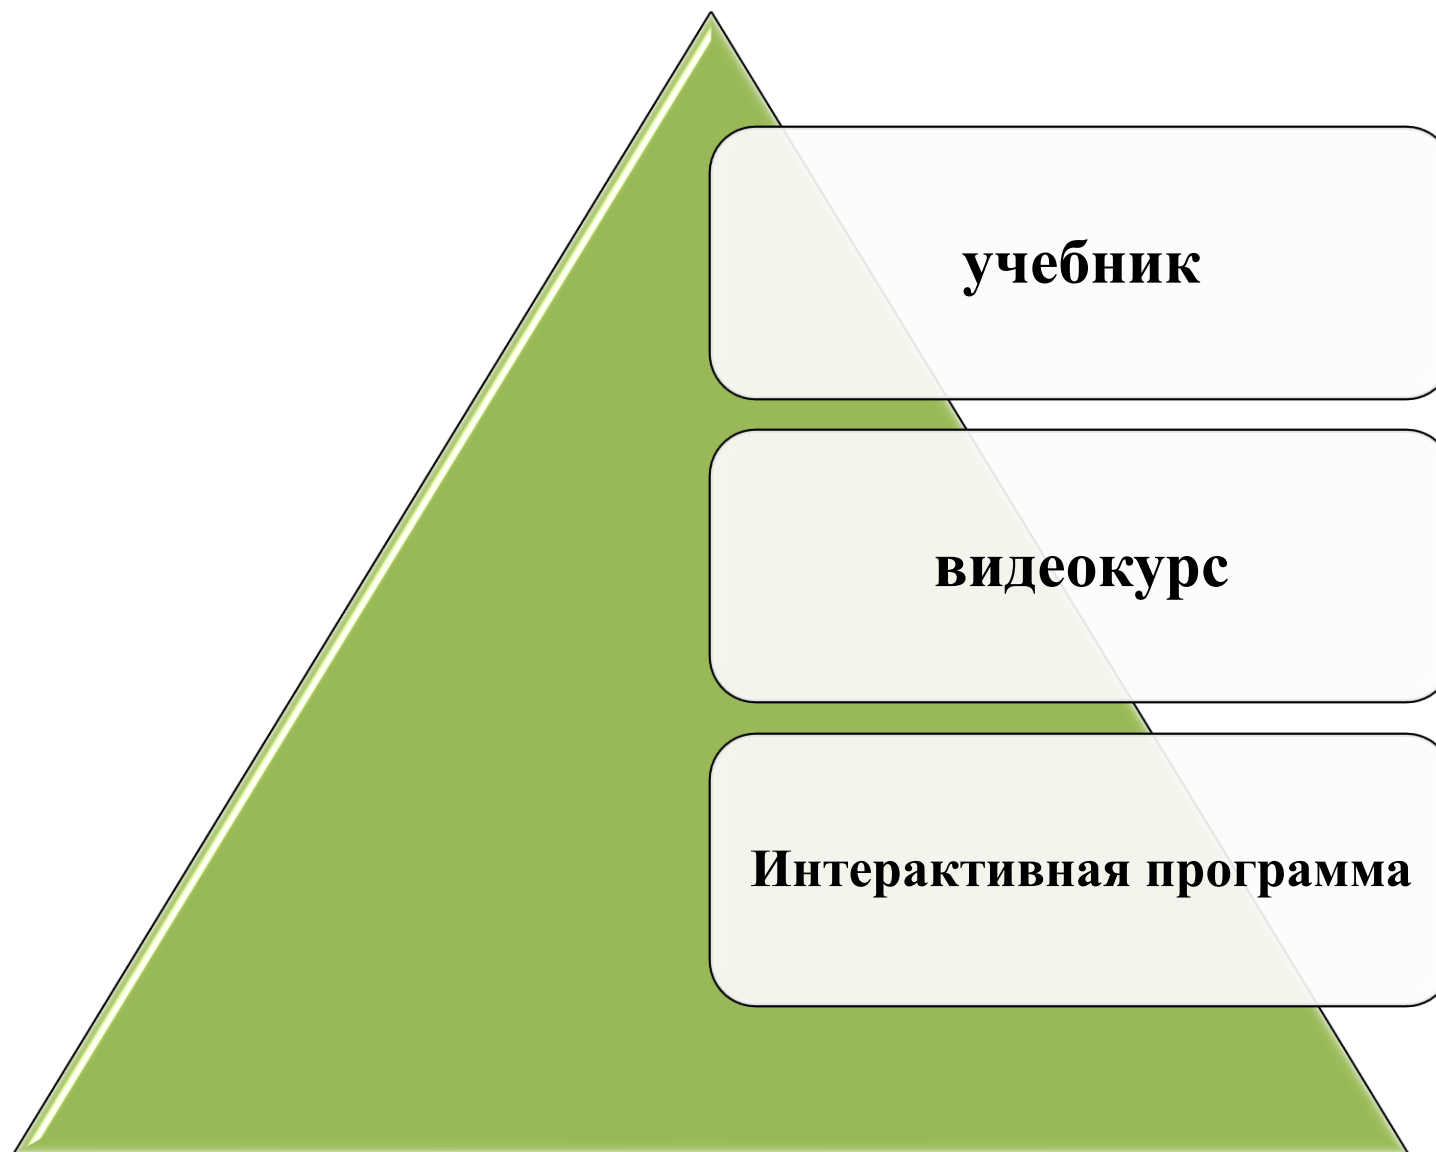 учебник
видеокурс
Интерактивная программа